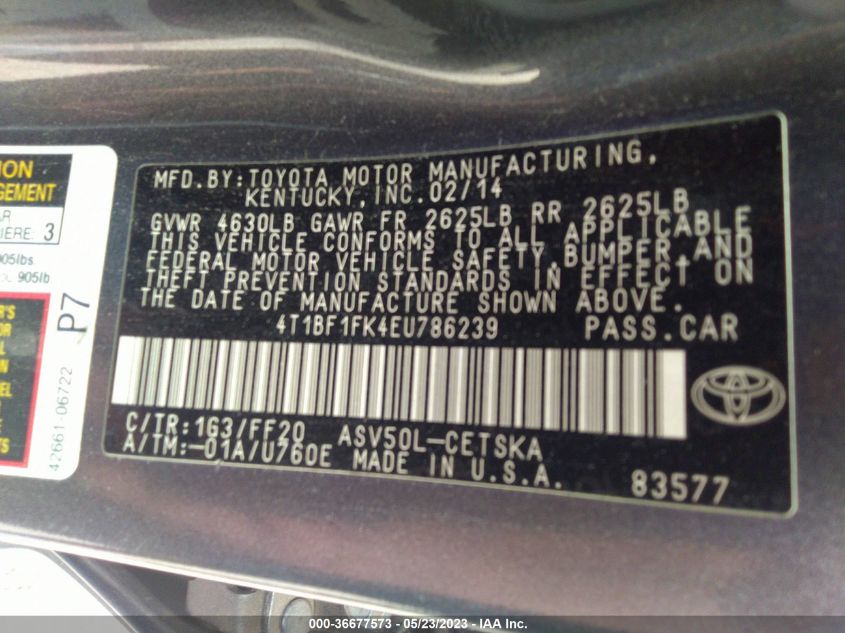 MFD.BY:TOYOTA MOTOR MANUFACTURING,
KENTUCKY,INC.02/14
GVWR 4630LB GAWR FR 2625LB RR 2625LB
THIS VEHICLE CONFORMS TO ALL APPLICABLE
FEDERAL MOTOR VEHICLE SAFETY,BUMPER,AND
THEFT PREVENTION STANDARDS IN EFFECT ON
THE DATE OF MANUFACTURE SHOWN ABOVE.
4T1BF1FK4EU786239 PASS.CAR
C/TR:1G3/FF20 ASV50L-CETSKA
A/TM:-01A/U760E MADE IN U.S.A.
83577
3
905lbs
905lb
P7
42661-06722
000-36677573 - 05/23/2023 - IAA Inc.